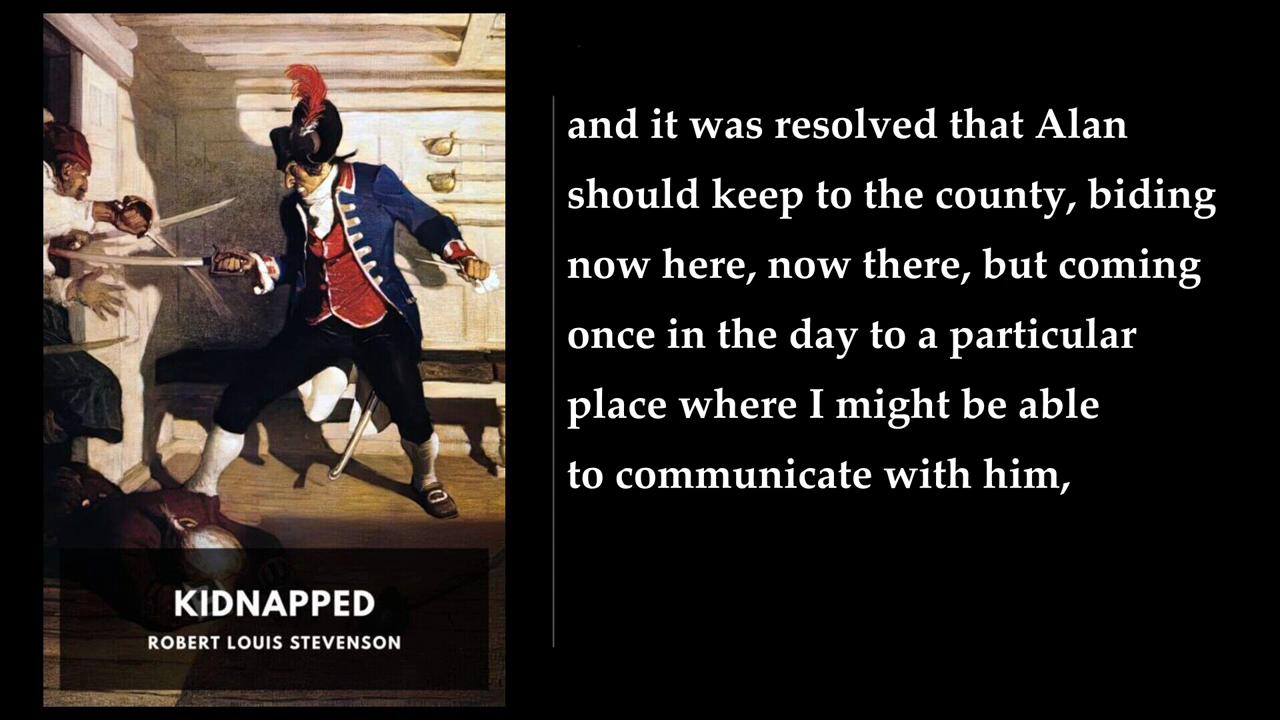 KIDNAPPED
ROBERT LOUIS STEVENSON
and it was resolved that Alan
should keep to the county, biding
now here, now there, but coming
once in the day to a particular
place where I might be able
to communicate with him,